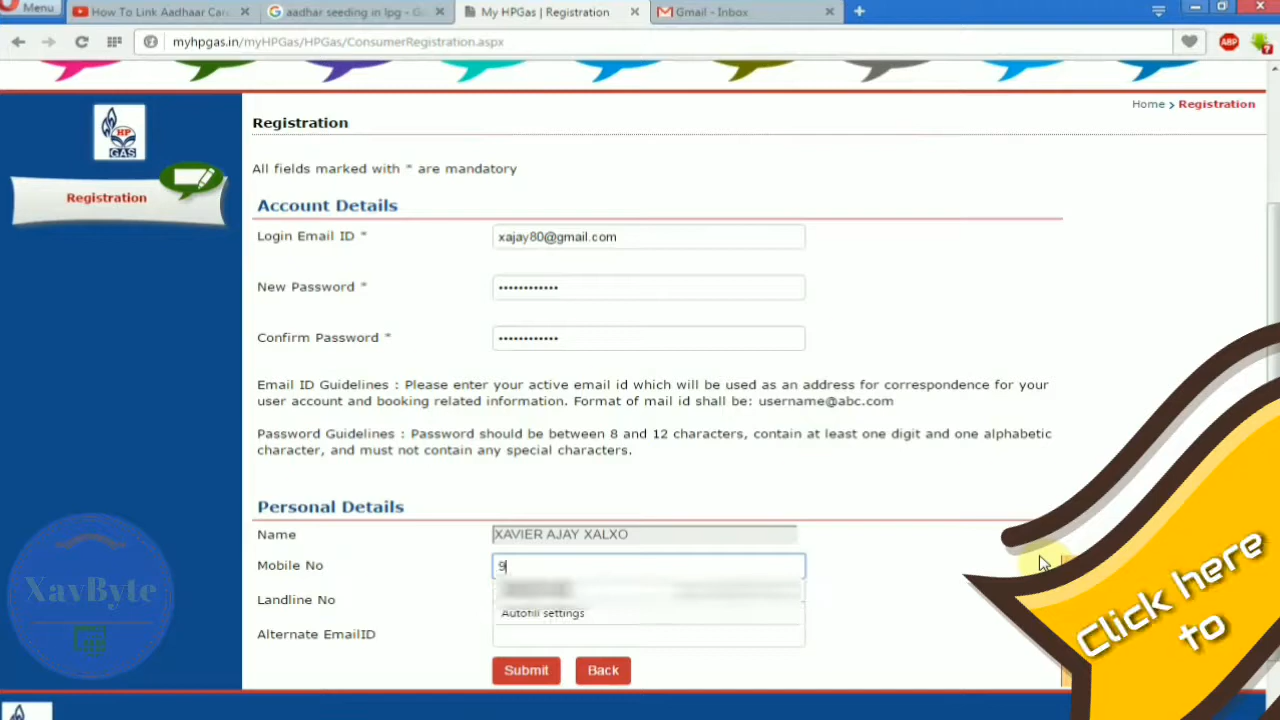 Menu
How To Link Aadhaar Car
aadhar seeding in lpg - G
My HPGas | Registration
Gmail - Inbox
myhpgas.in/myHPGas/HPGas/ConsumerRegistration.aspx
ABP
?
Home > Registration
HP
GAS
Registration
Registration
All fields marked with * are mandatory
Account Details
Login Email ID *
xajay80@gmail.com
New Password *
••••••••••••
Confirm Password *
••••••••••••
Email ID Guidelines : Please enter your active email id which will be used as an address for correspondence for your
user account and booking related information. Format of mail id shall be: username@abc.com
Password Guidelines : Password should be between 8 and 12 characters, contain at least one digit and one alphabetic
character, and must not contain any special characters.
Personal Details
Name
XAVIER AJAY XALXO
Mobile No
9
Landline No
Autofill settings
Alternate EmailID
Submit
Back
XavByte
Click here
to